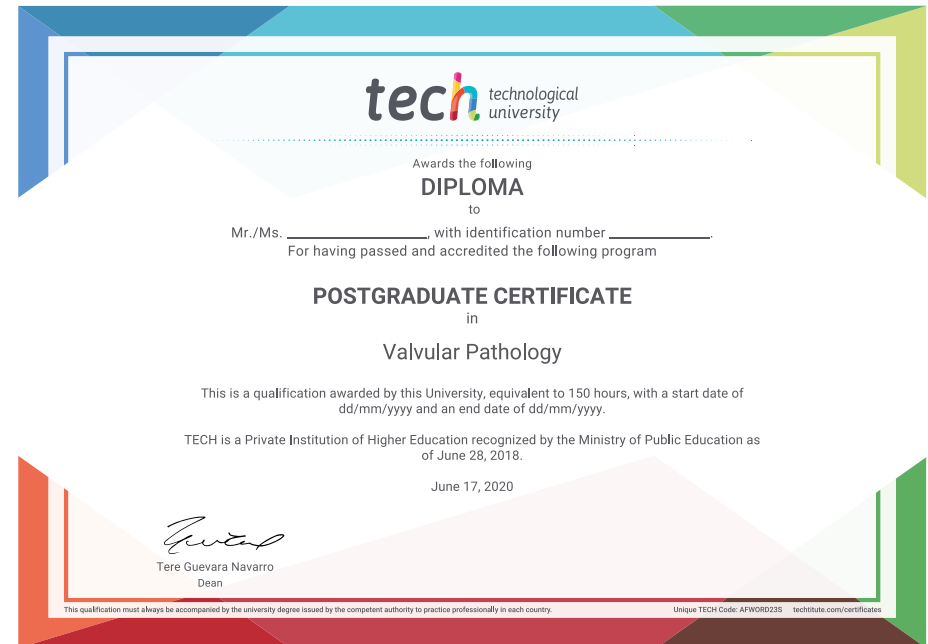 tech technological
university
Awards the following
DIPLOMA
to
Mr./Ms. ____________________, with identification number ______________.
For having passed and accredited the following program
POSTGRADUATE CERTIFICATE
in
Valvular Pathology
This is a qualification awarded by this University, equivalent to 150 hours, with a start date of
dd/mm/yyyy and an end date of dd/mm/yyyy.
TECH is a Private Institution of Higher Education recognized by the Ministry of Public Education as
of June 28, 2018.
June 17, 2020
Tere Guevara Navarro
Dean
This qualification must always be accompanied by the university degree issued by the competent authority to practice professionally in each country. Unique TECH Code: AFWORD23S techtitute.com/certificates